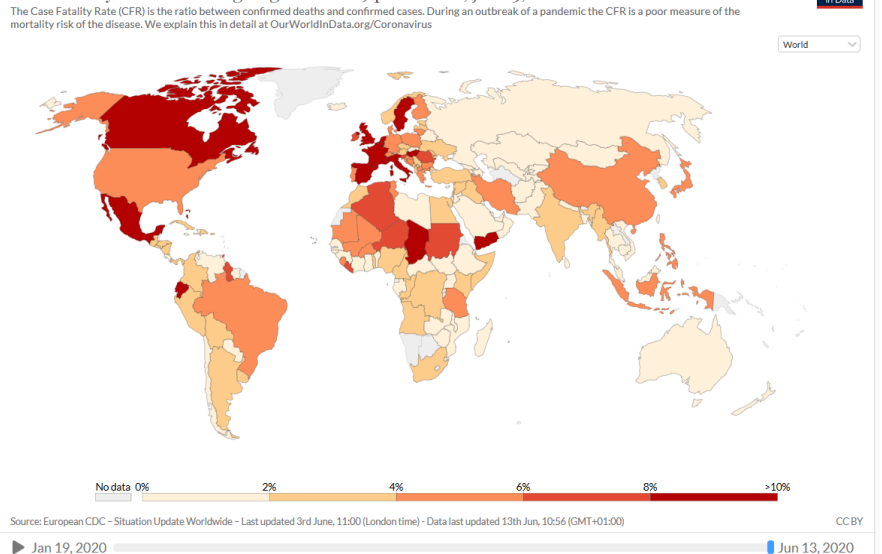 The Case Fatality Rate (CFR) is the ratio between confirmed deaths and confirmed cases. During an outbreak of a pandemic the CFR is a poor measure of the
mortality risk of the disease. We explain this in detail at OurWorldInData.org/Coronavirus
in Data
World
No data 0% 2% 4% 6% 8% >10%
Source: European CDC – Situation Update Worldwide – Last updated 3rd June, 11:00 (London time) - Data last updated 13th Jun, 10:56 (GMT+01:00)
CC BY
Jan 19, 2020
Jun 13, 2020